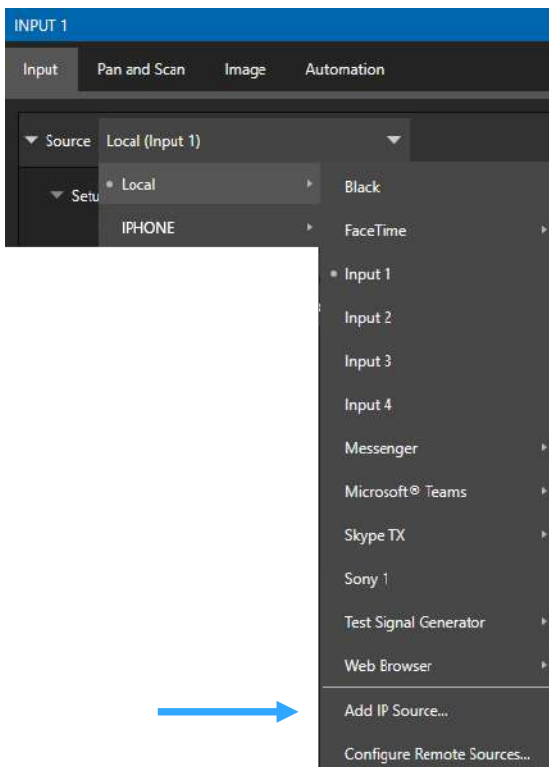 INPUT 1
Input Pan and Scan Image Automation
Source Local (Input 1)
Local
IPHONE
Black
FaceTime
Input 1
Input 2
Input 3
Input 4
Messenger
Microsoft® Teams
Skype TX
Sony 1
Test Signal Generator
Web Browser
Add IP Source...
Configure Remote Sources...